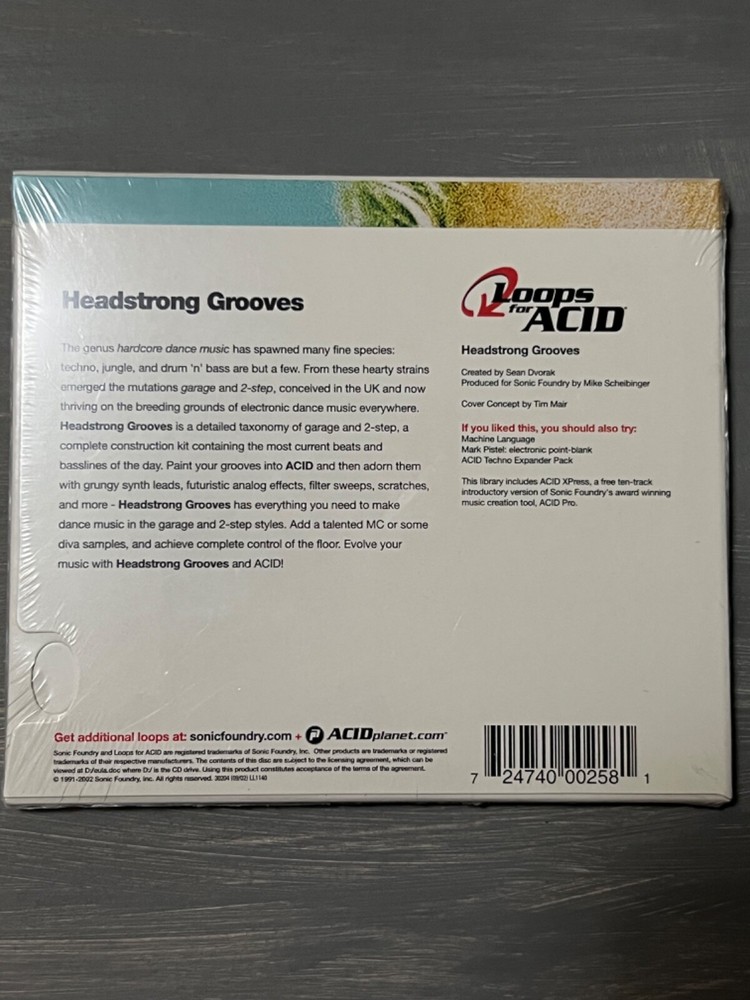 Headstrong Grooves
The genus hardcore dance music has spawned many fine species:
techno, jungle, and drum 'n' bass are but a few. From these hearty strains
emerged the mutations garage and 2-step, conceived in the UK and now
thriving on the breeding grounds of electronic dance music everywhere.
Headstrong Grooves is a detailed taxonomy of garage and 2-step, a
complete construction kit containing the most current beats and
basslines of the day. Paint your grooves into ACID and then adorn them
with grungy synth leads, futuristic analog effects, filter sweeps, scratches,
and more - Headstrong Grooves has everything you need to make
dance music in the garage and 2-step styles. Add a talented MC or some
diva samples, and achieve complete control of the floor. Evolve your
music with Headstrong Grooves and ACID!
Loops
for ACID
Headstrong Grooves
Created by Sean Dvorak
Produced for Sonic Foundry by Mike Scheibinger
Cover Concept by Tim Mair
If you liked this, you should also try:
Machine Language
Mark Pistel: electronic point-blank
ACID Techno Expander Pack
This library includes ACID XPress, a free ten-track
introductory version of Sonic Foundry's award winning
music creation tool, ACID Pro.
Get additional loops at: sonicfoundry.com + ACIDplanet.com
Sonic Foundry and Loops for ACID are registered trademarks of Sonic Foundry, Inc. Other products are trademarks or registered
trademarks of their respective manufacturers. The contents of this disc are subject to the licensing agreement, which can be
viewed at D:/eula.doc where D:/ is the CD drive. Using this product constitutes acceptance of the terms of the agreement.
© 1991-2002 Sonic Foundry, Inc. All rights reserved. 30204 (09/02) LL1140
7 24740 00258 1